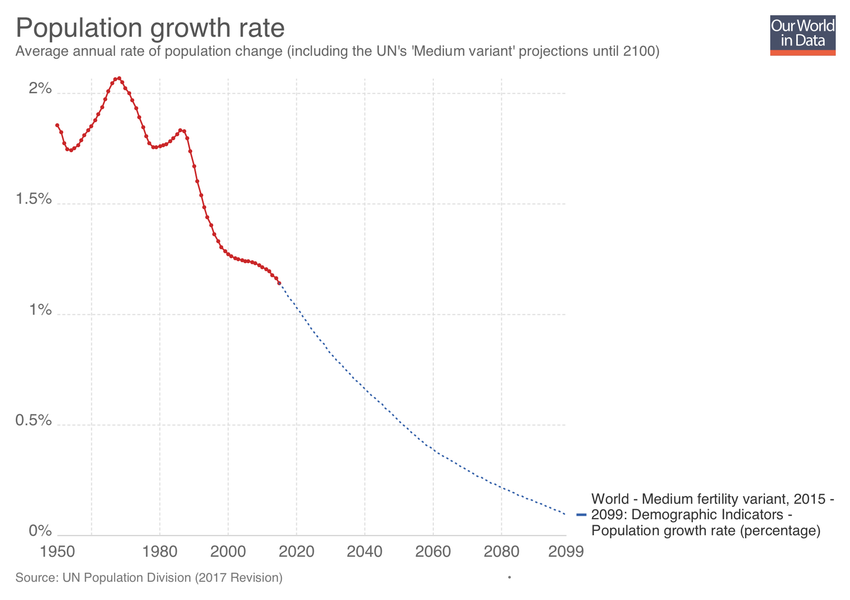 Population growth rate
Average annual rate of population change (including the UN's 'Medium variant' projections until 2100)
Our World
in Data
2%
1.5%
1%
0.5%
0%
1950
1980
2000
2020
2040
2060
2080
2099
World - Medium fertility variant, 2015 -
2099: Demographic Indicators -
Population growth rate (percentage)
Source: UN Population Division (2017 Revision)